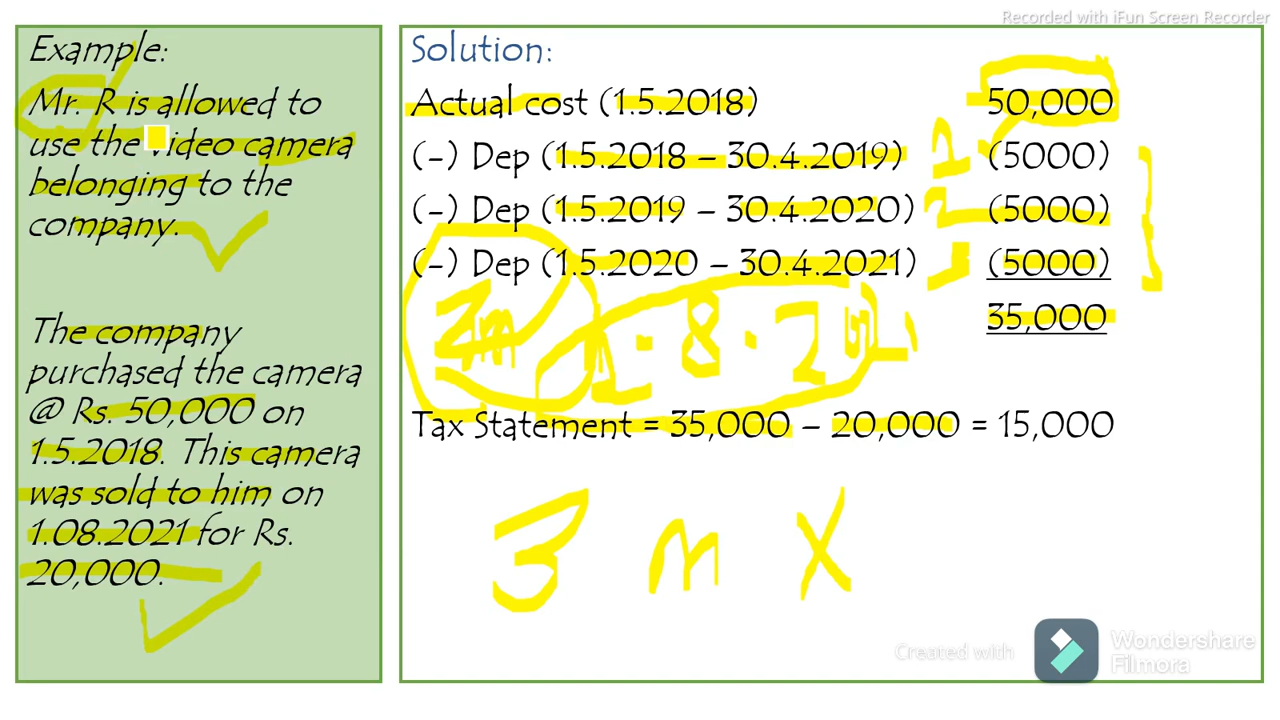 Recorded with iFun Screen Recorder
Example:
Mr. R is allowed to
use the video camera
belonging to the
company.
The company
purchased the camera
@ Rs. 50,000 on
1.5.2018. This camera
was sold to him on
1.08.2021 for Rs.
20,000.
Solution:
Actual cost (1.5.2018) 50,000
(-) Dep (1.5.2018 – 30.4.2019) (5000)
(-) Dep (1.5.2019 – 30.4.2020) (5000)
(-) Dep (1.5.2020 – 30.4.2021) (5000)
35,000
Tax Statement = 35,000 – 20,000 = 15,000
3 m X
Created with
Wondershare
Filmora